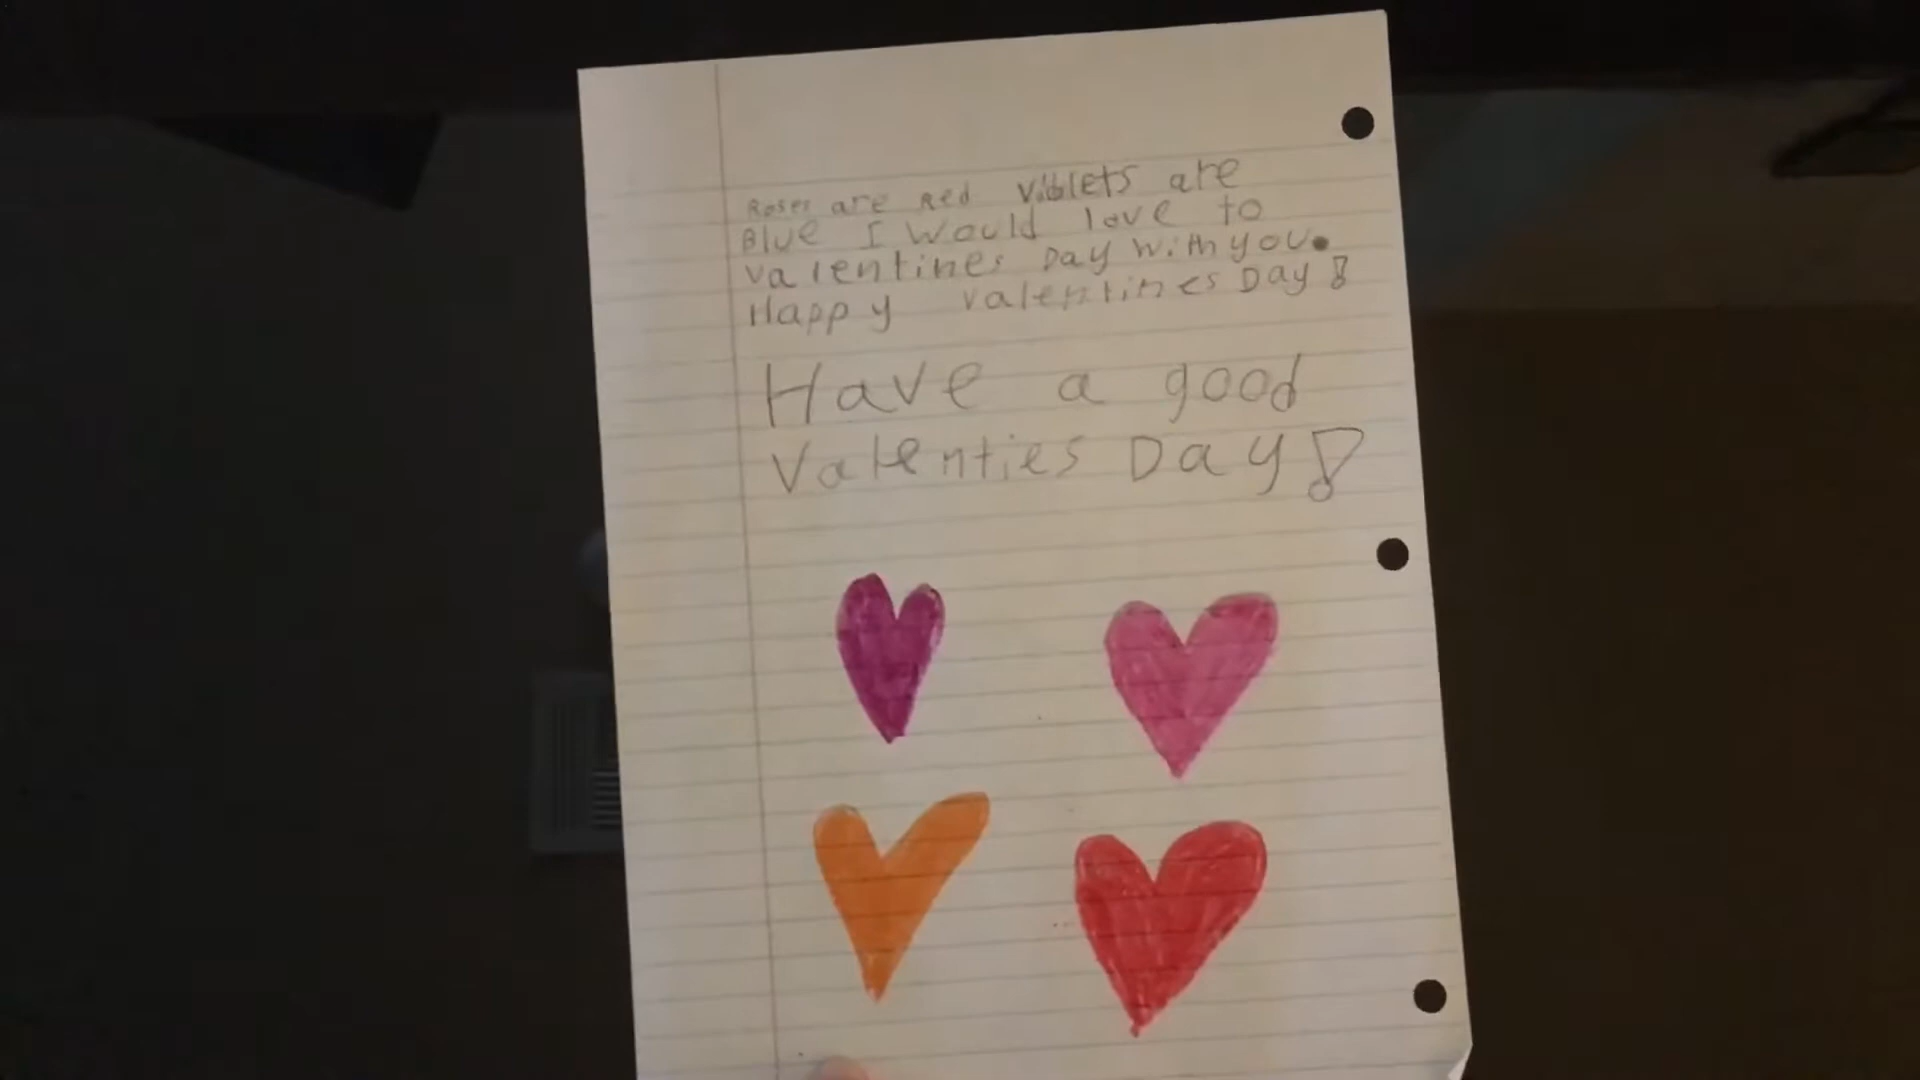 Roses are Red Viblets are
Blue I Would love to
Valentines Day with you.
Happy Valentines Day!
Have a good
Valenties Day!